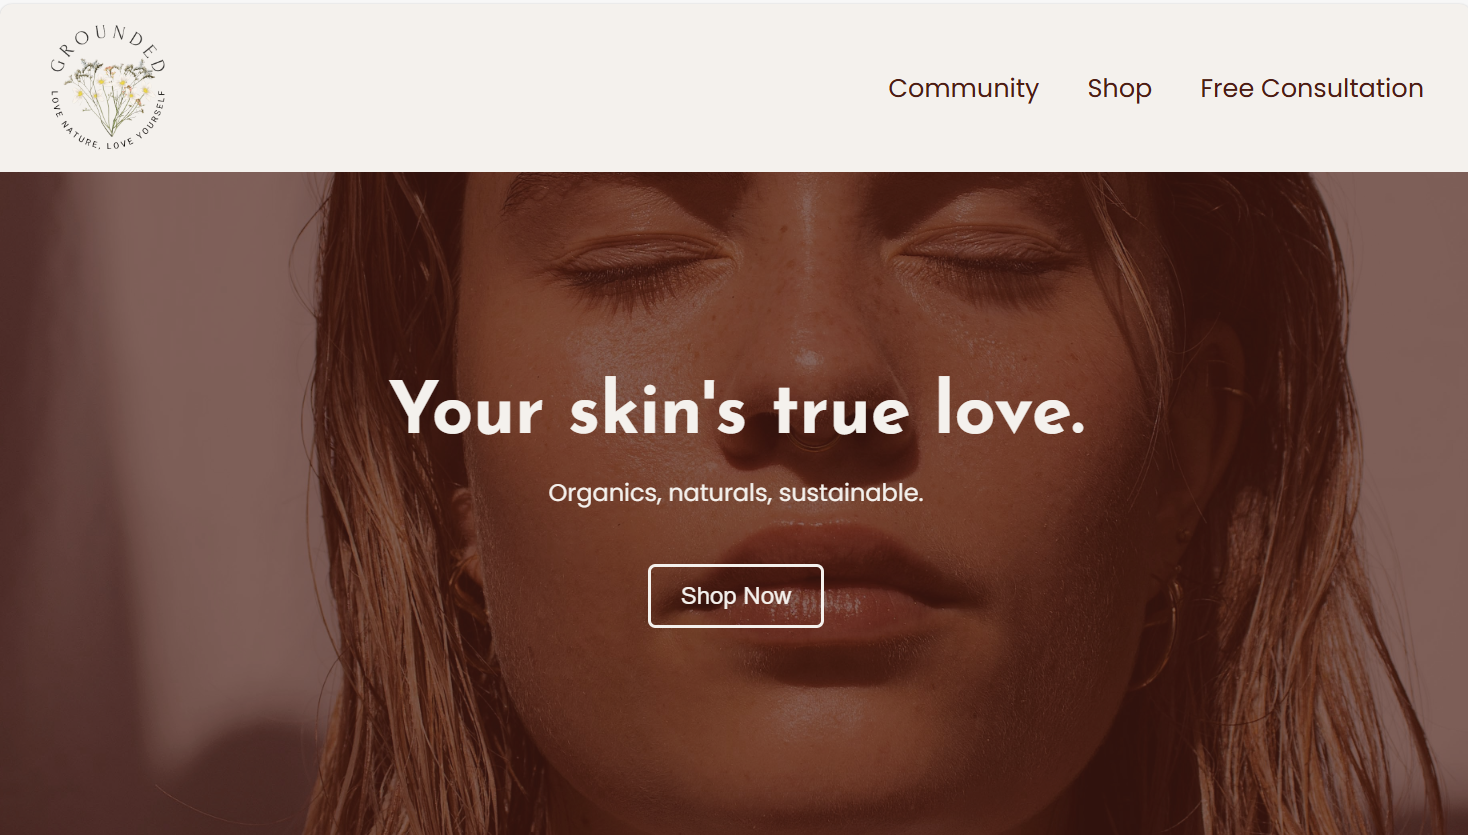 GROUNDED
LOVE NATURE, LOVE YOURSELF
Community Shop Free Consultation
Your skin's true love.
Organics, naturals, sustainable.
Shop Now